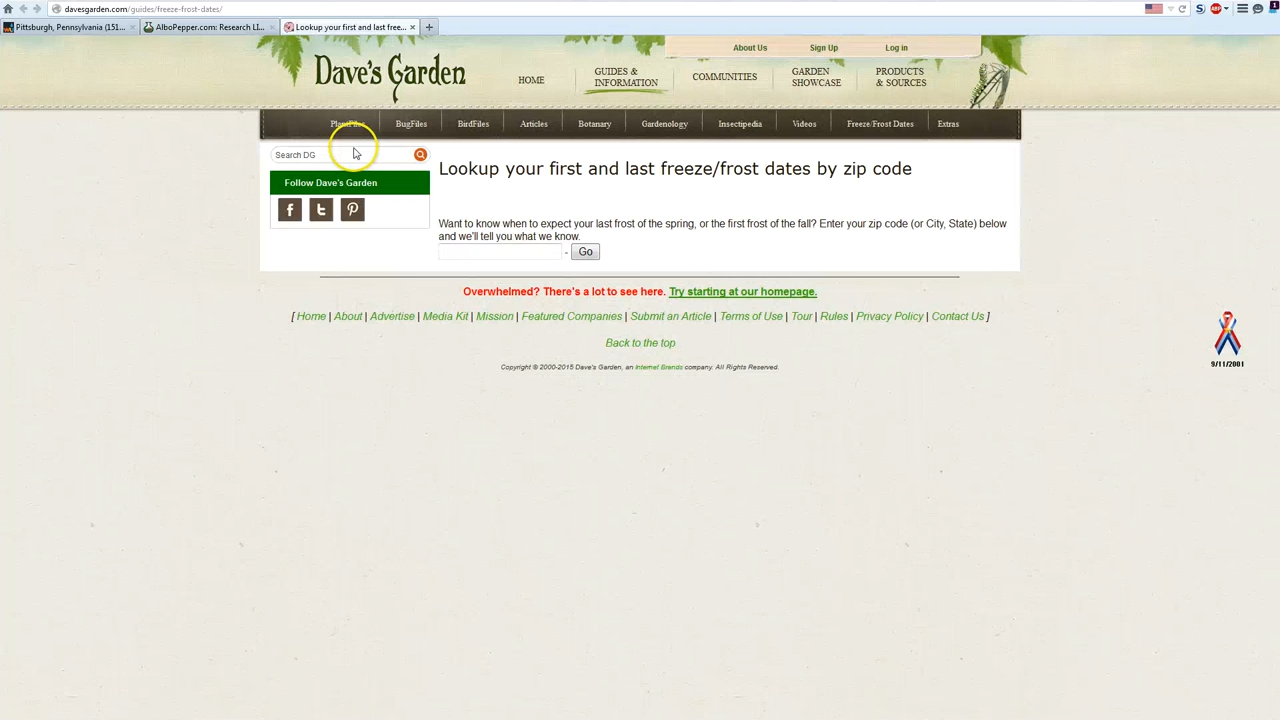 davesgarden.com/guides/freeze-frost-dates/
Pittsburgh, Pennsylvania (151...
AlboPepper.com: Research LI...
Lookup your first and last free...
About Us Sign Up Log in
Dave's Garden
HOME
GUIDES & INFORMATION
COMMUNITIES
GARDEN SHOWCASE
PRODUCTS & SOURCES
PlantFiles BugFiles BirdFiles Articles Botanary Gardenology Insectipedia Videos Freeze/Frost Dates Extras
Search DG
Follow Dave's Garden
Lookup your first and last freeze/frost dates by zip code
Want to know when to expect your last frost of the spring, or the first frost of the fall? Enter your zip code (or City, State) below
and we'll tell you what we know.
- Go
Overwhelmed? There's a lot to see here. Try starting at our homepage.
[ Home | About | Advertise | Media Kit | Mission | Featured Companies | Submit an Article | Terms of Use | Tour | Rules | Privacy Policy | Contact Us ]
Back to the top
Copyright © 2000-2015 Dave's Garden, an Internet Brands company. All Rights Reserved.
9/11/2001